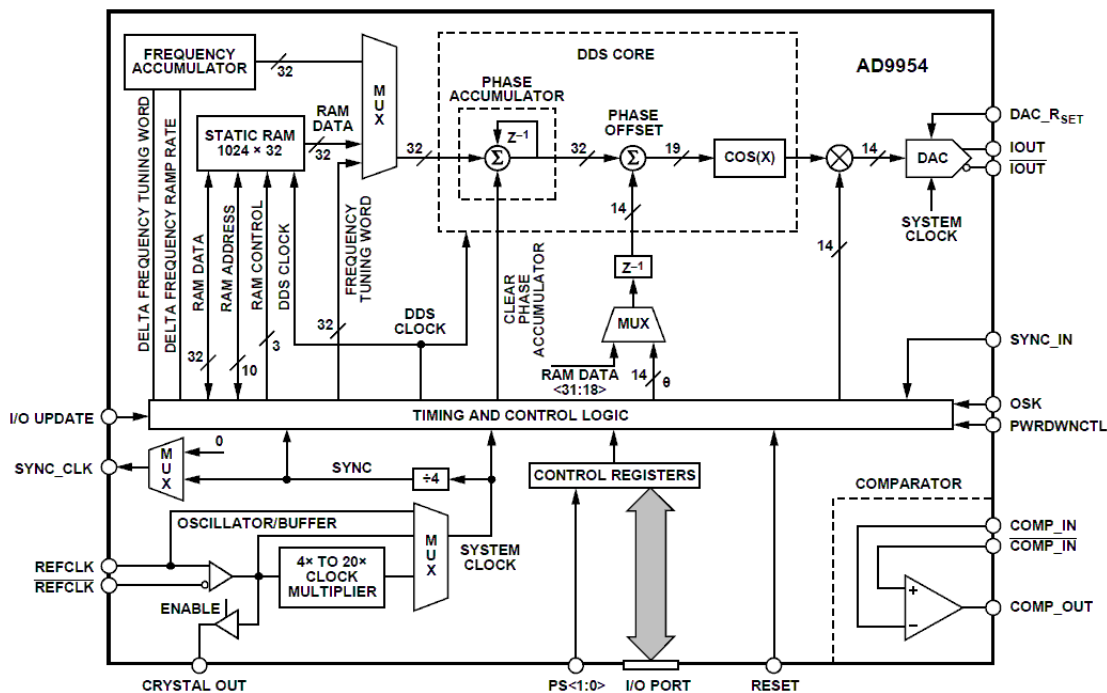 DDS CORE
AD9954
FREQUENCY
ACCUMULATOR
32
MUX
PHASE
ACCUMULATOR
Z–1
Σ
32
32
PHASE
OFFSET
Σ
19
COS(X)
14
DAC
DAC_RSET
IOUT
IOUT
SYSTEM
CLOCK
STATIC RAM
1024 × 32
RAM
DATA
32
DELTA FREQUENCY TUNING WORD
DELTA FREQUENCY RAMP RATE
RAM DATA
RAM ADDRESS
RAM CONTROL
DDS CLOCK
FREQUENCY
TUNING WORD
32
10
3
32
DDS
CLOCK
CLEAR
PHASE
ACCUMULATOR
14
Z–1
MUX
RAM DATA
<31:18>
14
θ
14
SYNC_IN
I/O UPDATE
TIMING AND CONTROL LOGIC
OSK
PWRDWNCTL
SYNC_CLK
MUX
0
SYNC
÷4
CONTROL REGISTERS
OSCILLATOR/BUFFER
MUX
SYSTEM
CLOCK
REFCLK
REFCLK
4× TO 20×
CLOCK
MULTIPLIER
ENABLE
COMPARATOR
COMP_IN
COMP_IN
+
–
COMP_OUT
CRYSTAL OUT
PS<1:0>
I/O PORT
RESET